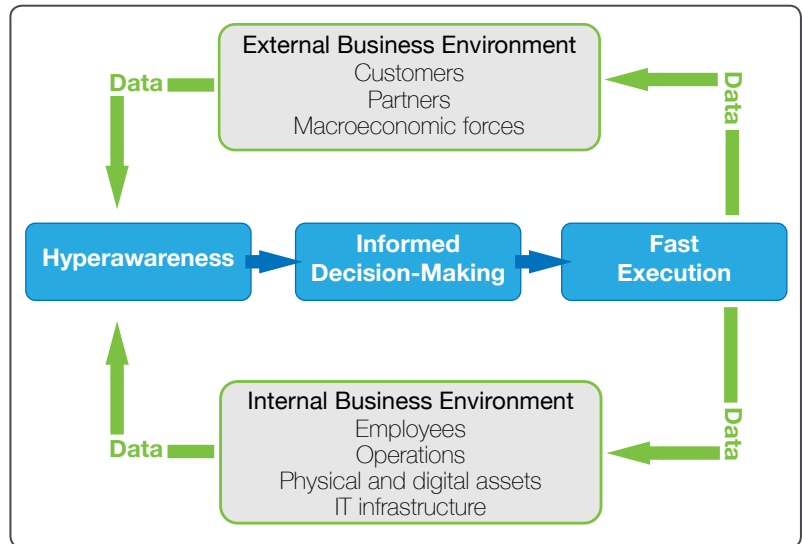 External Business Environment
Customers
Partners
Macroeconomic forces
Data
Data
Hyperawareness
Informed
Decision-Making
Fast
Execution
Internal Business Environment
Employees
Operations
Physical and digital assets
IT infrastructure
Data
Data